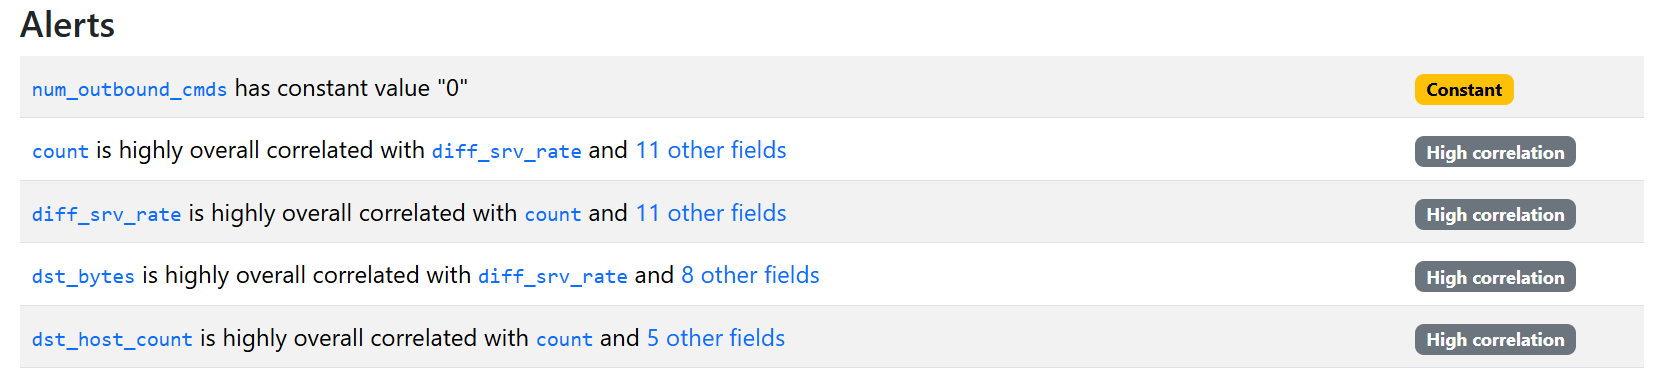 Alerts
num_outbound_cmds has constant value "0" Constant
count is highly overall correlated with diff_srv_rate and 11 other fields High correlation
diff_srv_rate is highly overall correlated with count and 11 other fields High correlation
dst_bytes is highly overall correlated with diff_srv_rate and 8 other fields High correlation
dst_host_count is highly overall correlated with count and 5 other fields High correlation